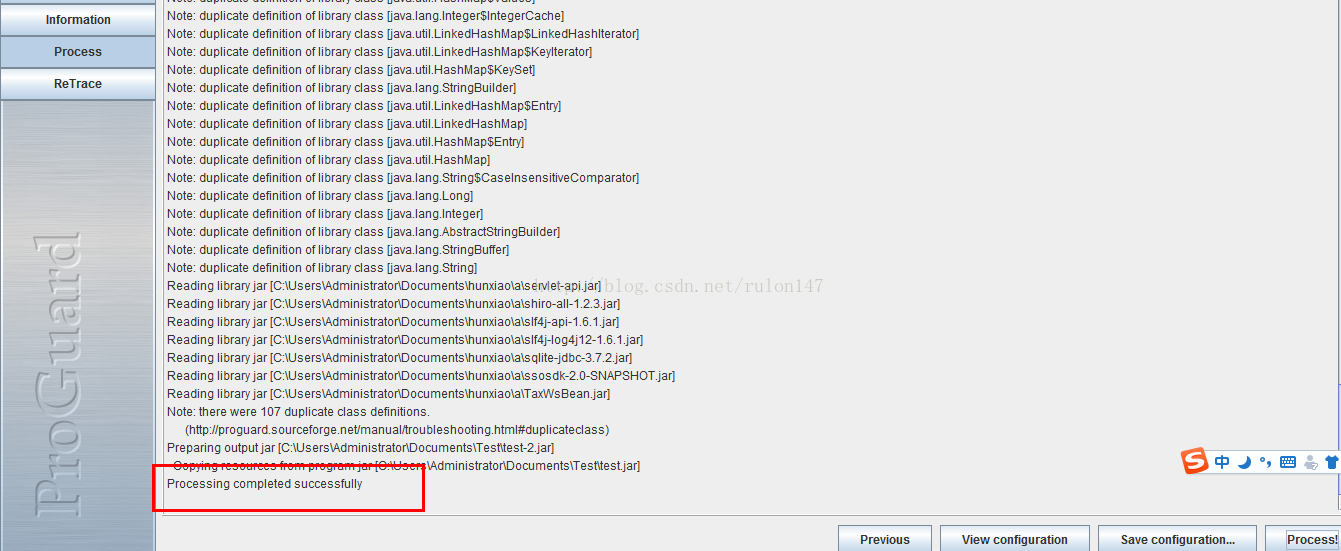 Information
Process
ReTrace
ProGuard
Note: duplicate definition of library class [java.lang.Integer$IntegerCache]
Note: duplicate definition of library class [java.util.LinkedHashMap$LinkedHashIterator]
Note: duplicate definition of library class [java.util.LinkedHashMap$KeyIterator]
Note: duplicate definition of library class [java.util.HashMap$KeySet]
Note: duplicate definition of library class [java.lang.StringBuilder]
Note: duplicate definition of library class [java.util.LinkedHashMap$Entry]
Note: duplicate definition of library class [java.util.LinkedHashMap]
Note: duplicate definition of library class [java.util.HashMap$Entry]
Note: duplicate definition of library class [java.util.HashMap]
Note: duplicate definition of library class [java.lang.String$CaseInsensitiveComparator]
Note: duplicate definition of library class [java.lang.Long]
Note: duplicate definition of library class [java.lang.Integer]
Note: duplicate definition of library class [java.lang.AbstractStringBuilder]
Note: duplicate definition of library class [java.lang.StringBuffer]
Note: duplicate definition of library class [java.lang.String]
Reading library jar [C:\Users\Administrator\Documents\hunxiao\a\servlet-api.jar]
http://blog.csdn.net/rulon147
Reading library jar [C:\Users\Administrator\Documents\hunxiao\a\shiro-all-1.2.3.jar]
Reading library jar [C:\Users\Administrator\Documents\hunxiao\a\slf4j-api-1.6.1.jar]
Reading library jar [C:\Users\Administrator\Documents\hunxiao\a\slf4j-log4j12-1.6.1.jar]
Reading library jar [C:\Users\Administrator\Documents\hunxiao\a\sqlite-jdbc-3.7.2.jar]
Reading library jar [C:\Users\Administrator\Documents\hunxiao\a\ssosdk-2.0-SNAPSHOT.jar]
Reading library jar [C:\Users\Administrator\Documents\hunxiao\a\TaxWsBean.jar]
Note: there were 107 duplicate class definitions.
(http://proguard.sourceforge.net/manual/troubleshooting.html#duplicateclass)
Preparing output jar [C:\Users\Administrator\Documents\Test\test-2.jar]
Copying resources from program jar [C:\Users\Administrator\Documents\Test\test.jar]
Processing completed successfully
S 中
Previous
View configuration
Save configuration...
Process!